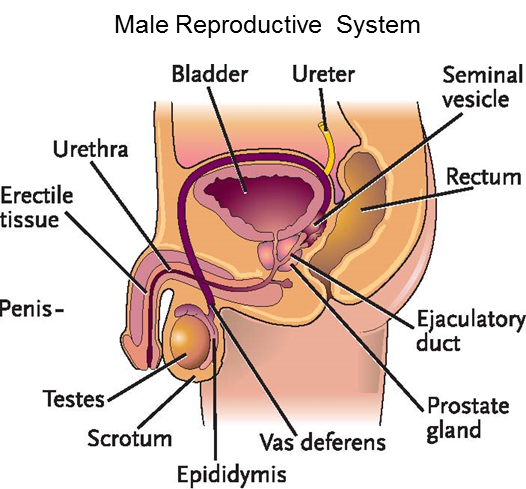 Male Reproductive System
Bladder
Ureter
Seminal
vesicle
Urethra
Rectum
Erectile
tissue
Penis-
Ejaculatory
duct
Testes
Prostate
gland
Scrotum
Vas deferens
Epididymis